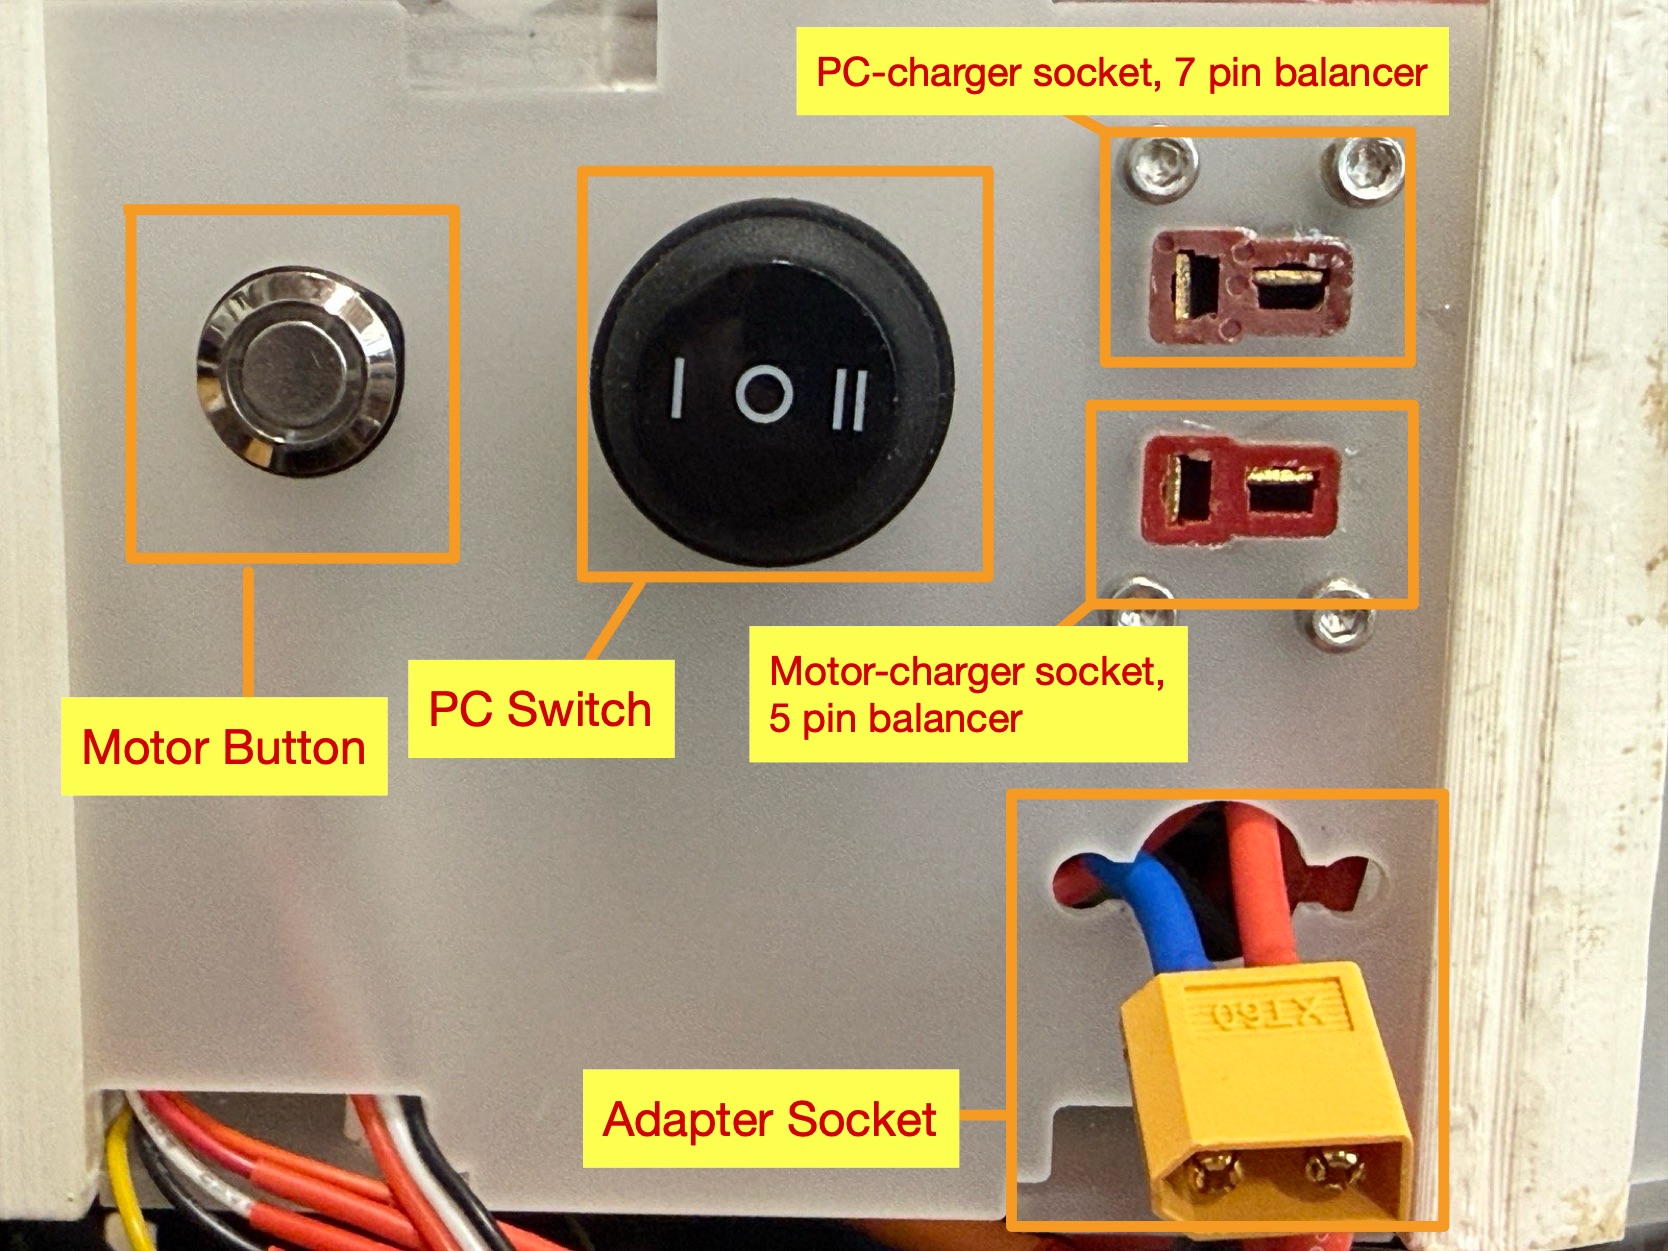 PC-charger socket, 7 pin balancer
I O II
Motor-charger socket,
5 pin balancer
PC Switch
Motor Button
XT60
Adapter Socket